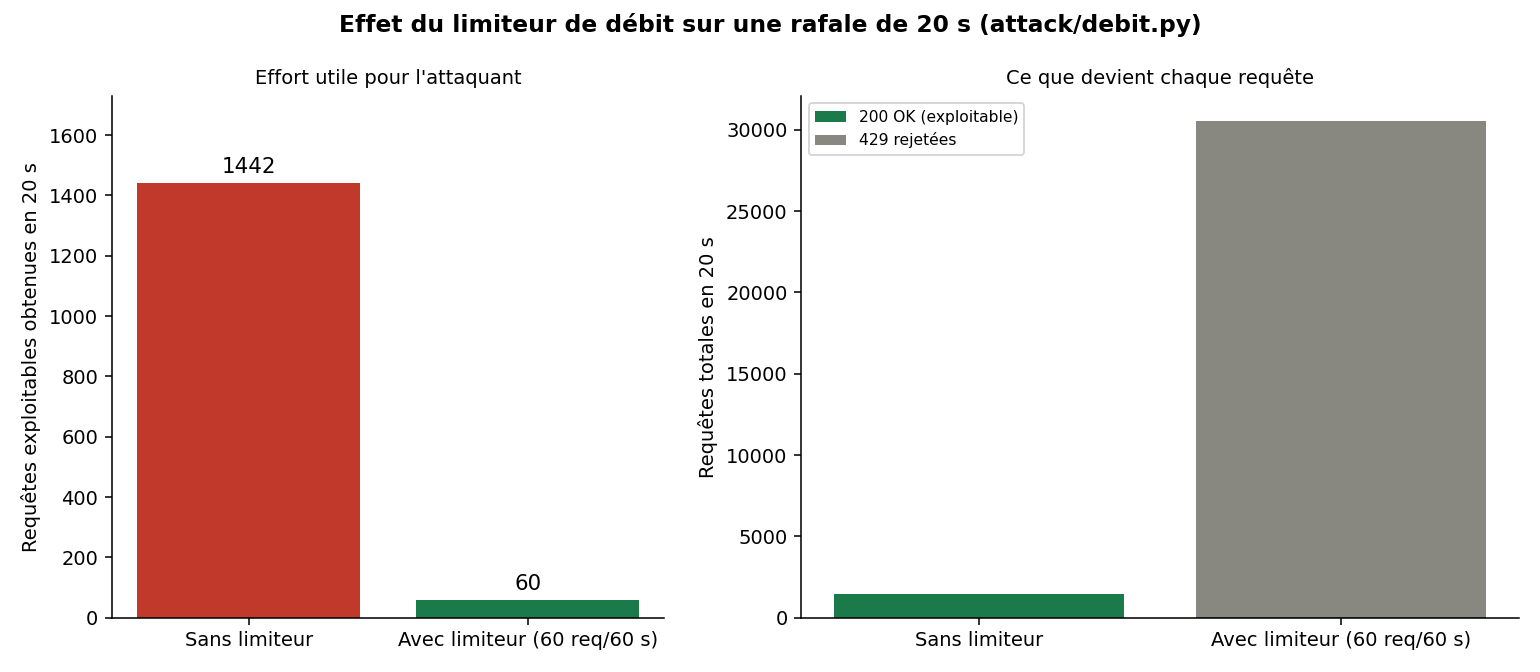 Effet du limiteur de débit sur une rafale de 20 s (attack/debit.py)
Effort utile pour l'attaquant
Requêtes exploitables obtenues en 20 s
1600
1400
1200
1000
800
600
400
200
0
1442
60
Sans limiteur
Avec limiteur (60 req/60 s)
Ce que devient chaque requête
Requêtes totales en 20 s
30000
25000
20000
15000
10000
5000
0
200 OK (exploitable)
429 rejetées
Sans limiteur
Avec limiteur (60 req/60 s)